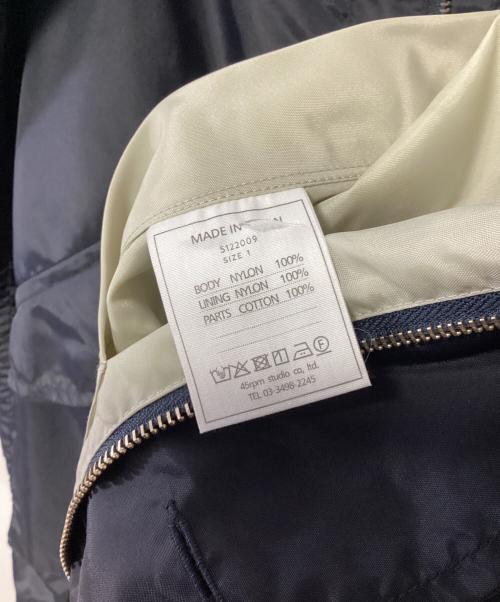 MADE IN
5122009
SIZE 1
BODY NYLON 100%
LINING NYLON 100%
PARTS COTTON 100%
45rpm studio co, ltd.
TEL 03-3498-2245